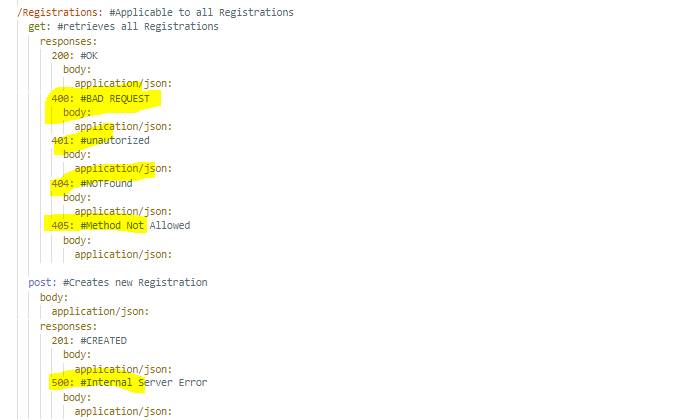 /Registrations: #Applicable to all Registrations
get: #retrieves all Registrations
responses:
200: #OK
body:
application/json:
400: #BAD REQUEST
body:
application/json:
401: #unautorized
body:
application/json:
404: #NOTFound
body:
application/json:
405: #Method Not Allowed
body:
application/json:
post: #Creates new Registration
body:
application/json:
responses:
201: #CREATED
body:
application/json:
500: #Internal Server Error
body:
application/json: